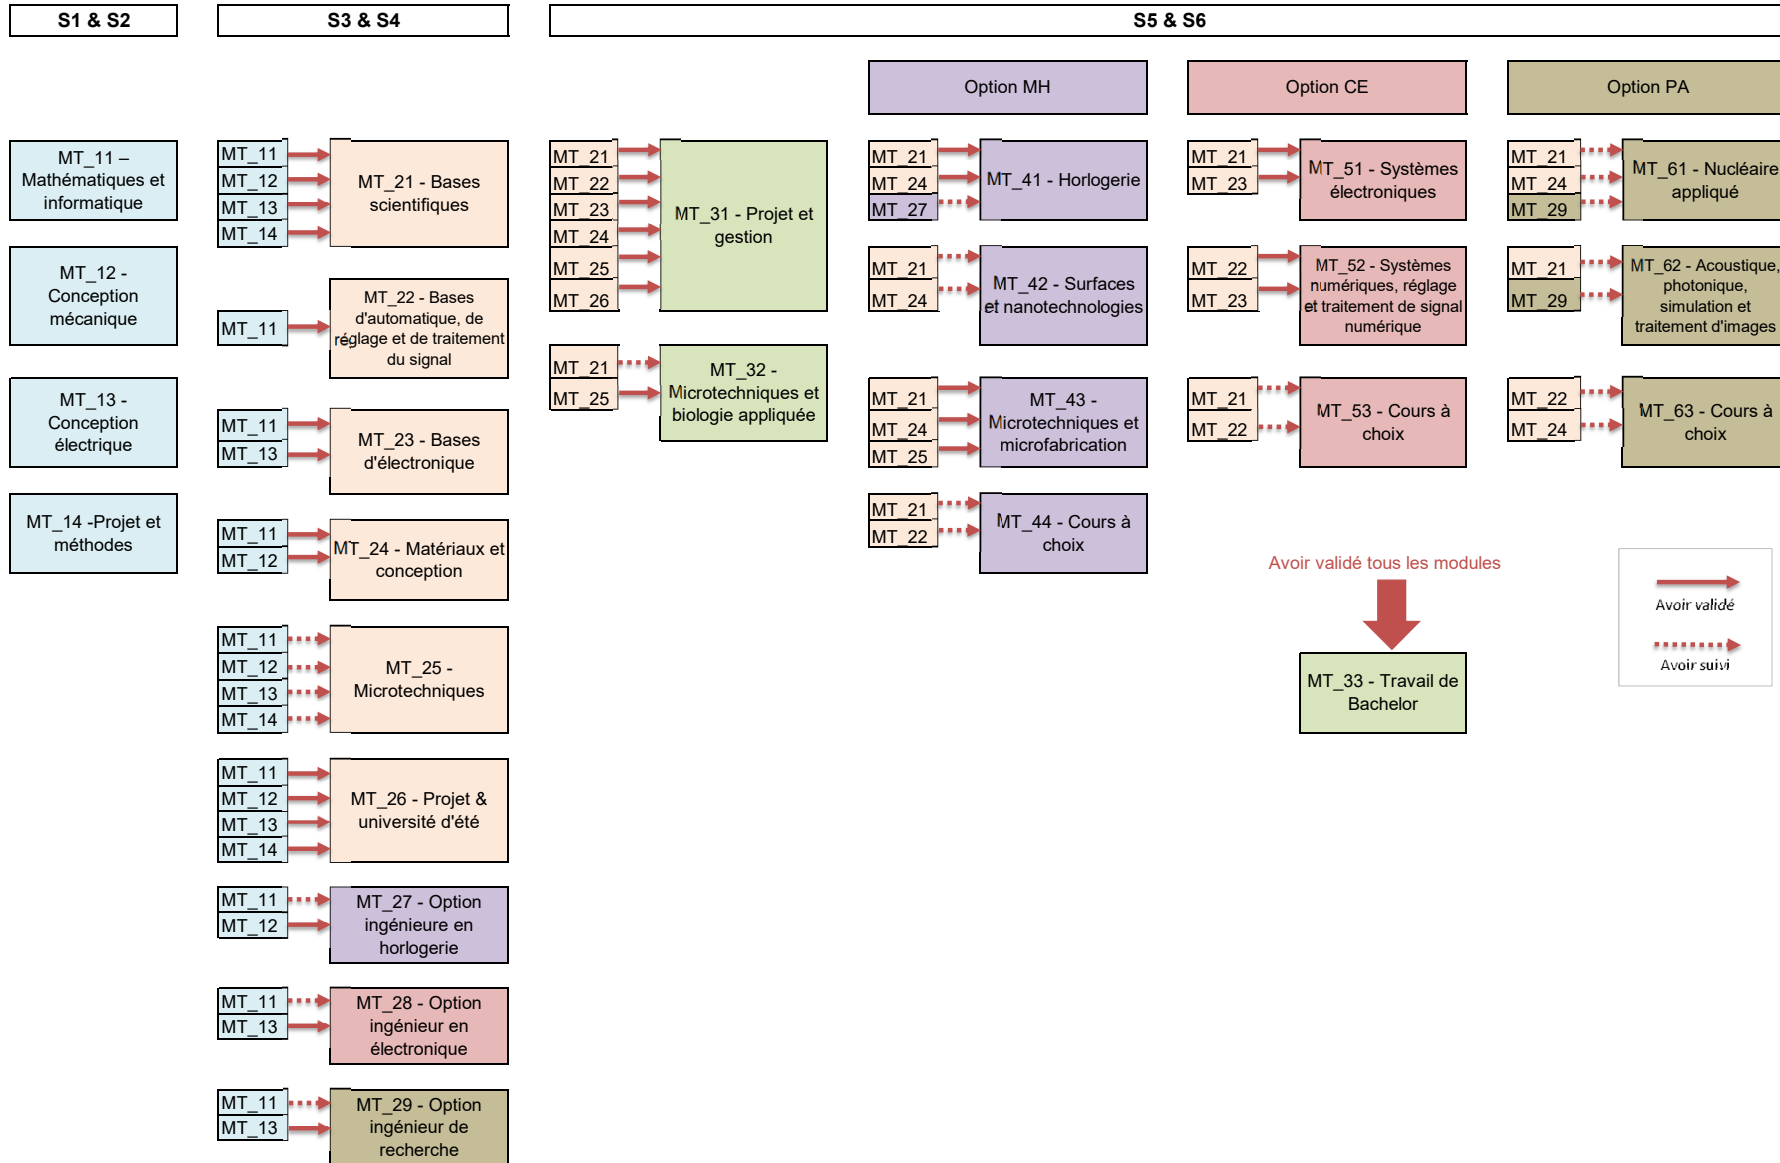 S1 & S2
S3 & S4
S5 & S6
Option MH
Option CE
Option PA
MT_11 –
Mathématiques et
informatique
MT_12 -
Conception
mécanique
MT_13 -
Conception
électrique
MT_14 -Projet et
méthodes
MT_11
MT_12
MT_13
MT_14
MT_21 - Bases
scientifiques
MT_11
MT_22 - Bases
d'automatique, de
réglage et de traitement
du signal
MT_11
MT_13
MT_23 - Bases
d'électronique
MT_11
MT_12
MT_24 - Matériaux et
conception
MT_11
MT_12
MT_13
MT_14
MT_25 -
Microtechniques
MT_11
MT_12
MT_13
MT_14
MT_26 - Projet &
université d'été
MT_11
MT_12
MT_27 - Option
ingénieure en
horlogerie
MT_11
MT_13
MT_28 - Option
ingénieur en
électronique
MT_11
MT_13
MT_29 - Option
ingénieur de
recherche
MT_21
MT_22
MT_23
MT_24
MT_25
MT_26
MT_31 - Projet et
gestion
MT_21
MT_25
MT_32 -
Microtechniques et
biologie appliquée
MT_21
MT_24
MT_27
MT_41 - Horlogerie
MT_21
MT_24
MT_42 - Surfaces
et nanotechnologies
MT_21
MT_24
MT_25
MT_43 -
Microtechniques et
microfabrication
MT_21
MT_22
MT_44 - Cours à
choix
MT_21
MT_23
MT_51 - Systèmes
électroniques
MT_22
MT_23
MT_52 - Systèmes
numériques, réglage
et traitement de signal
numérique
MT_21
MT_22
MT_53 - Cours à
choix
MT_21
MT_24
MT_29
MT_61 - Nucléaire
appliqué
MT_21
MT_29
MT_62 - Acoustique,
photonique,
simulation et
traitement d'images
MT_22
MT_24
MT_63 - Cours à
choix
Avoir validé tous les modules
MT_33 - Travail de
Bachelor
Avoir validé
Avoir suivi